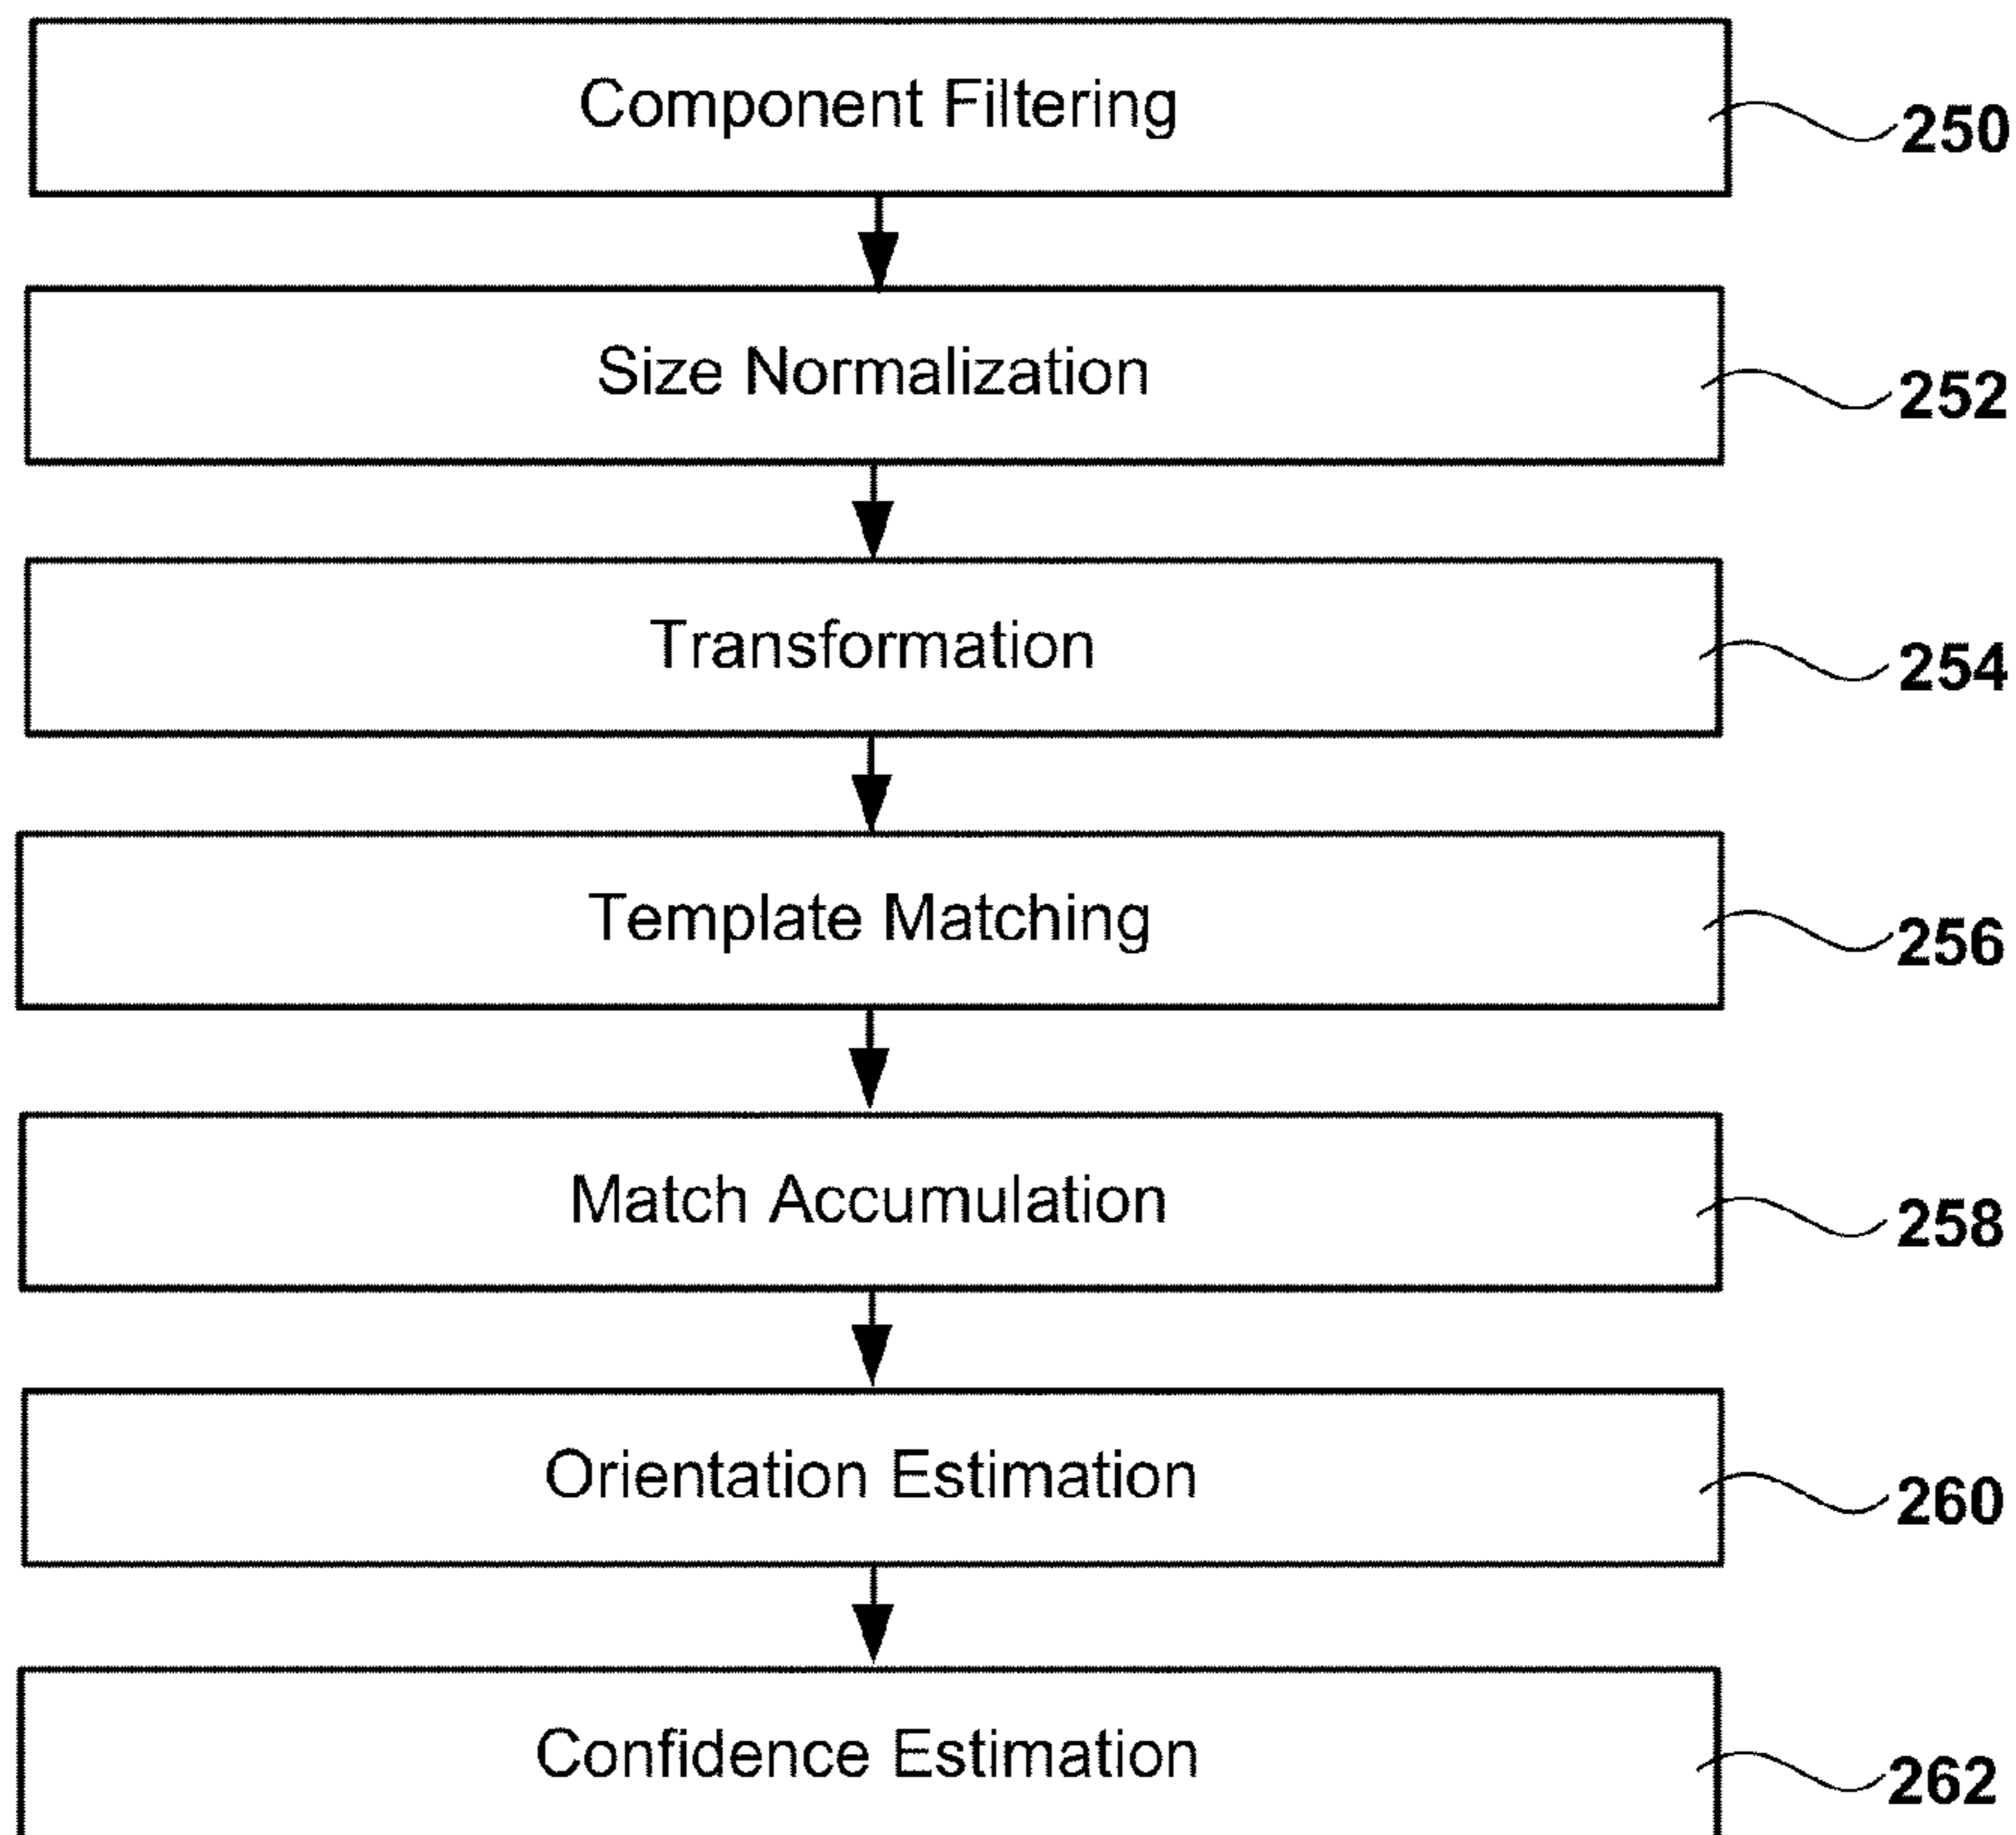 Component Filtering
250
Size Normalization
252
Transformation
254
Template Matching
256
Match Accumulation
258
Orientation Estimation
260
Confidence Estimation
262